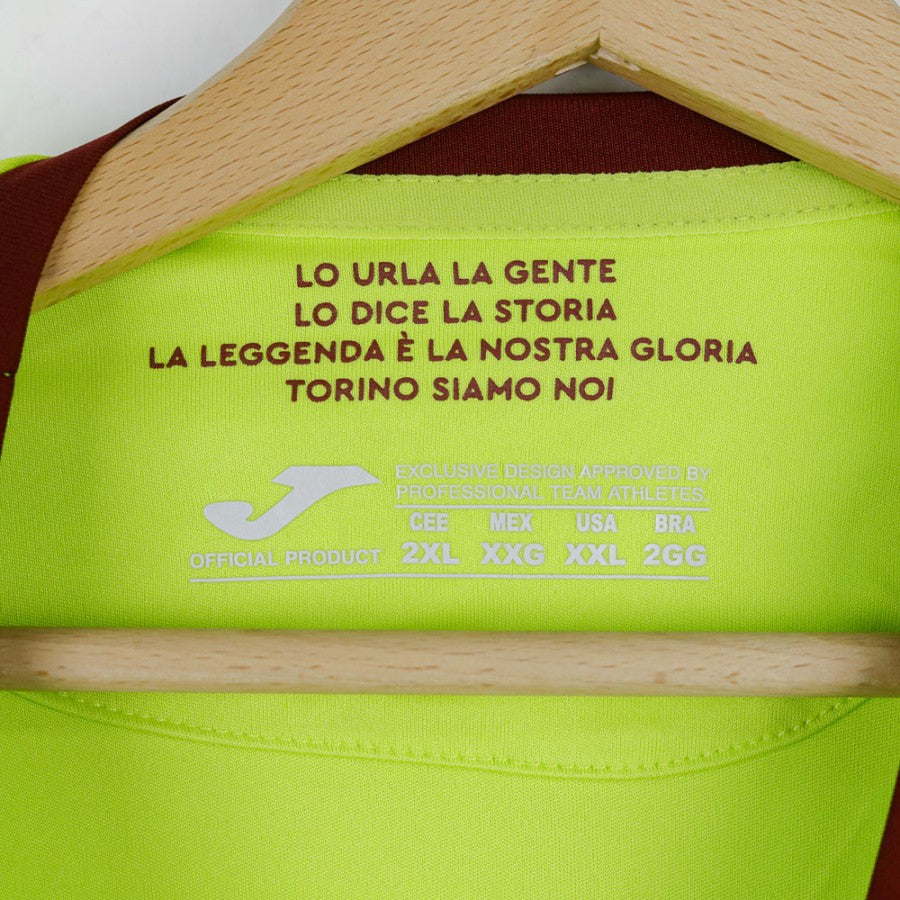 LO URLA LA GENTE
LO DICE LA STORIA
LA LEGGENDA È LA NOSTRA GLORIA
TORINO SIAMO NOI
EXCLUSIVE DESIGN APPROVED BY
PROFESSIONAL TEAM ATHLETES.
CEE MEX USA BRA
OFFICIAL PRODUCT 2XL XXG XXL 2GG